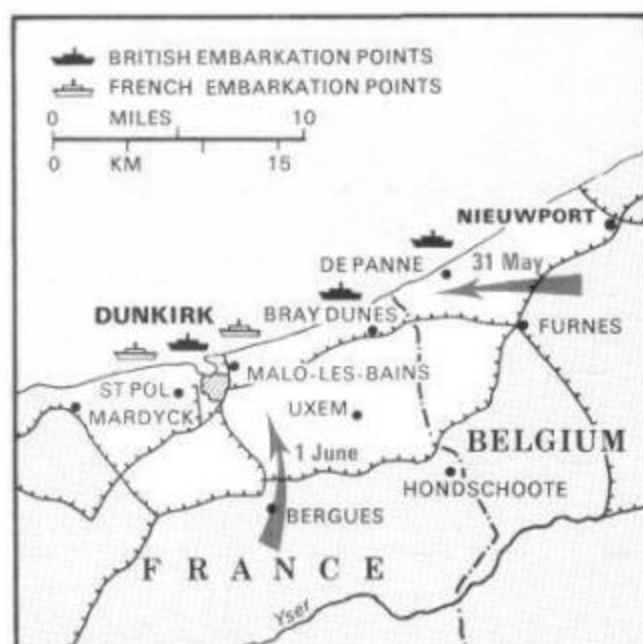 BRITISH EMBARKATION POINTS
FRENCH EMBARKATION POINTS
0 MILES 10
0 KM 15
NIEUWPORT
DE PANNE
31 May
DUNKIRK
BRAY DUNES
FURNES
MALO-LES-BAINS
ST POL
MARDYCK
UXEM
BELGIUM
1 June
HONDSCHOOTE
BERGUES
FRANCE
Yser